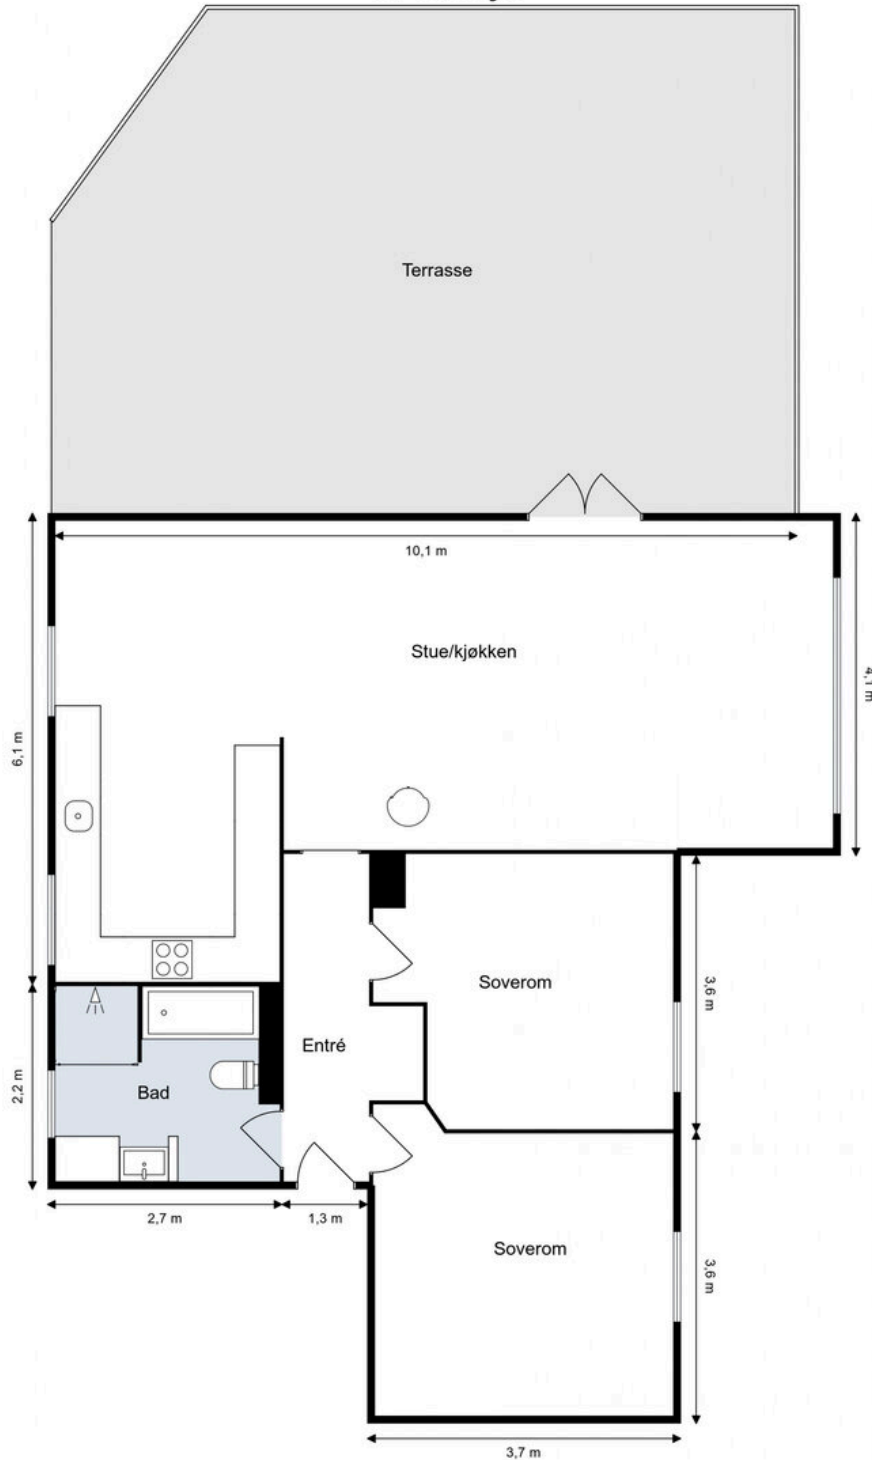 Terrasse
10,1 m
Stue/kjøkken
4,1 m
6,1 m
Soverom
3,6 m
Entré
Bad
2,2 m
2,7 m
1,3 m
Soverom
3,6 m
3,7 m